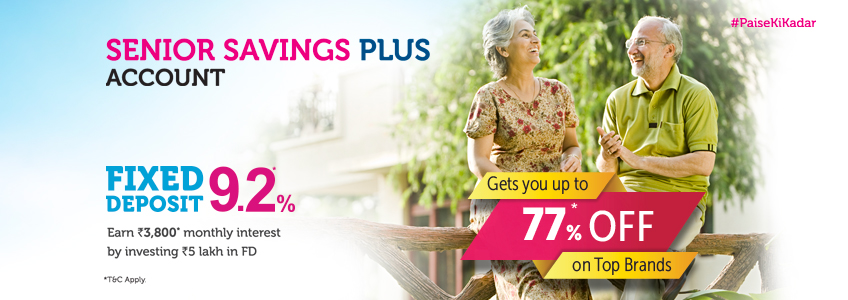 #PaiseKiKadar
SENIOR SAVINGS PLUS
ACCOUNT
FIXED
DEPOSIT 9.2*%
Earn ₹3,800* monthly interest
by investing ₹5 lakh in FD
*T&C Apply.
Gets you up to
77*% OFF
on Top Brands